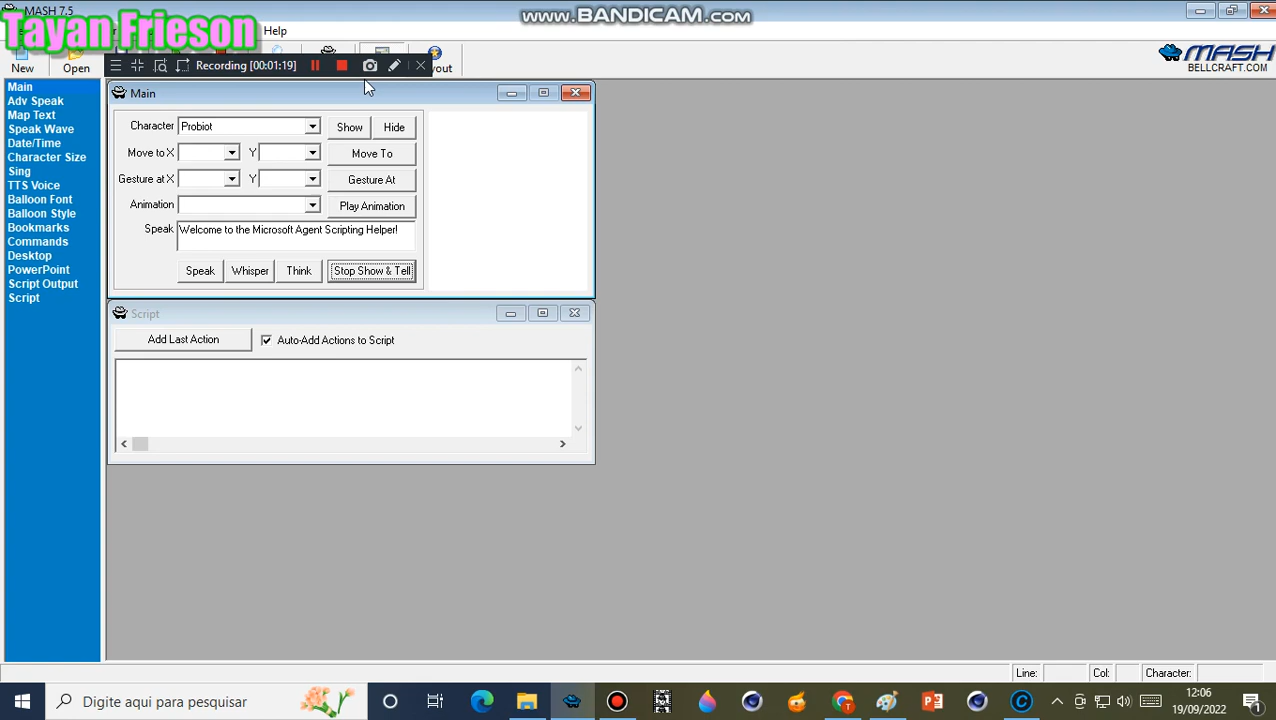 MASH 7.5
www.BANDICAM.com
Tayan Frieson
Help
New
Open
Recording [00:01:19]
MASH
BELLCRAFT.COM
Main
Adv Speak
Map Text
Speak Wave
Date/Time
Character Size
Sing
TTS Voice
Balloon Font
Balloon Style
Bookmarks
Commands
Desktop
PowerPoint
Script Output
Script
Main
Character Probiot Show Hide
Move to X Y Move To
Gesture at X Y Gesture At
Animation Play Animation
Speak Welcome to the Microsoft Agent Scripting Helper!
Speak Whisper Think Stop Show & Tell
Script
Add Last Action Auto-Add Actions to Script
Line: Col: Character:
Digite aqui para pesquisar
12:06
19/09/2022
1